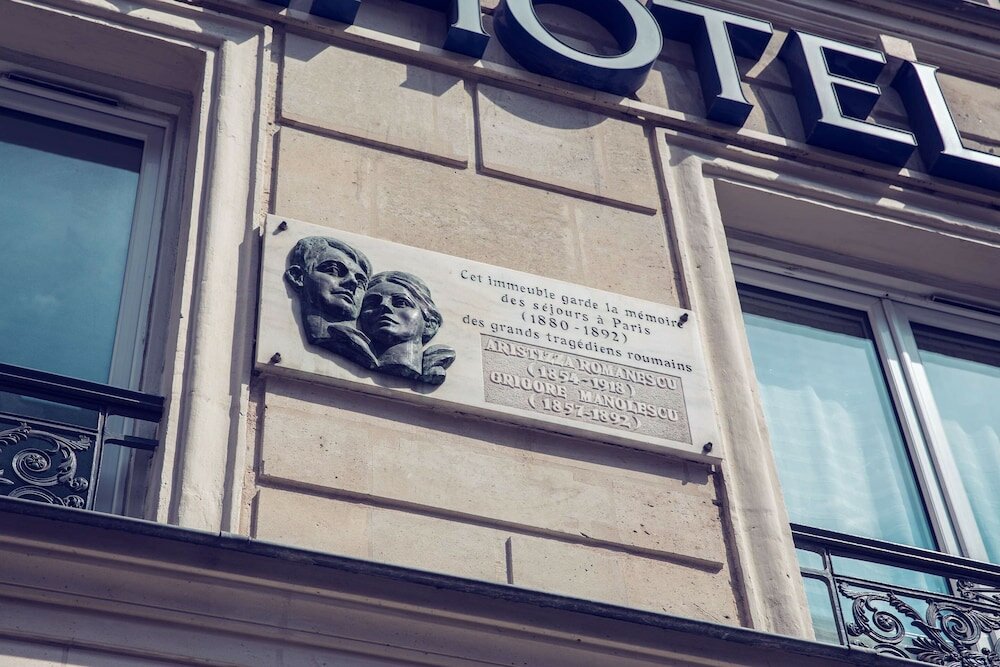 HOTEL
Cet immeuble garde la mémoire
des séjours à Paris
(1880-1892)
des grands tragédiens roumains
ARISTIZZA ROMANESCU
(1854-1918)
GRIGORE MANOLESCU
(1857-1892)